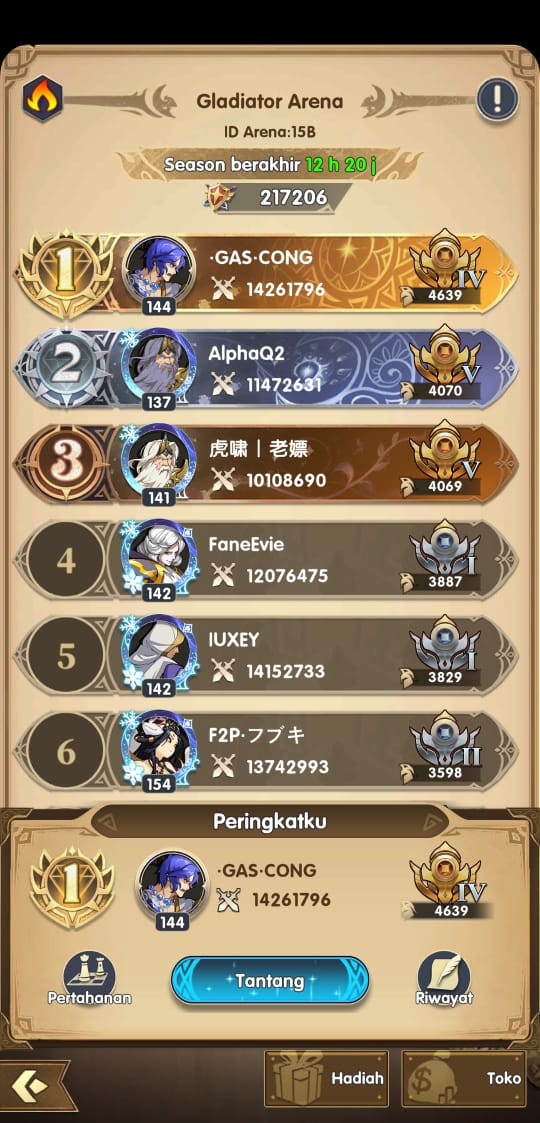 Gladiator Arena
ID Arena:15B
Season berakhir 12 h 20 j
217206
1
·GAS·CONG
14261796
144
IV
4639
2
AlphaQ2
11472631
137
V
4070
3
虎啸丨老嫖
10108690
141
V
4069
4
FaneEvie
12076475
142
I
3887
5
IUXEY
14152733
142
I
3829
6
F2P·フブキ
13742993
154
II
3598
Peringkatku
1
·GAS·CONG
14261796
144
IV
4639
Pertahanan
Tantang
Riwayat
Hadiah
Toko